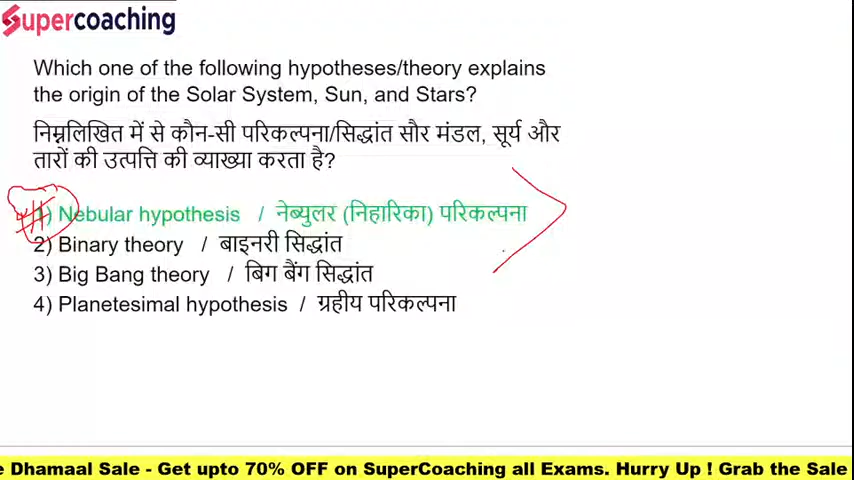 Supercoaching
Which one of the following hypotheses/theory explains
the origin of the Solar System, Sun, and Stars?
निम्नलिखित में से कौन-सी परिकल्पना/सिद्धांत सौर मंडल, सूर्य और
तारों की उत्पत्ति की व्याख्या करता है?
1) Nebular hypothesis / नेब्युलर (निहारिका) परिकल्पना
2) Binary theory / बाइनरी सिद्धांत
3) Big Bang theory / बिग बैंग सिद्धांत
4) Planetesimal hypothesis / ग्रहीय परिकल्पना
e Dhamaal Sale - Get upto 70% OFF on SuperCoaching all Exams. Hurry Up ! Grab the Sale